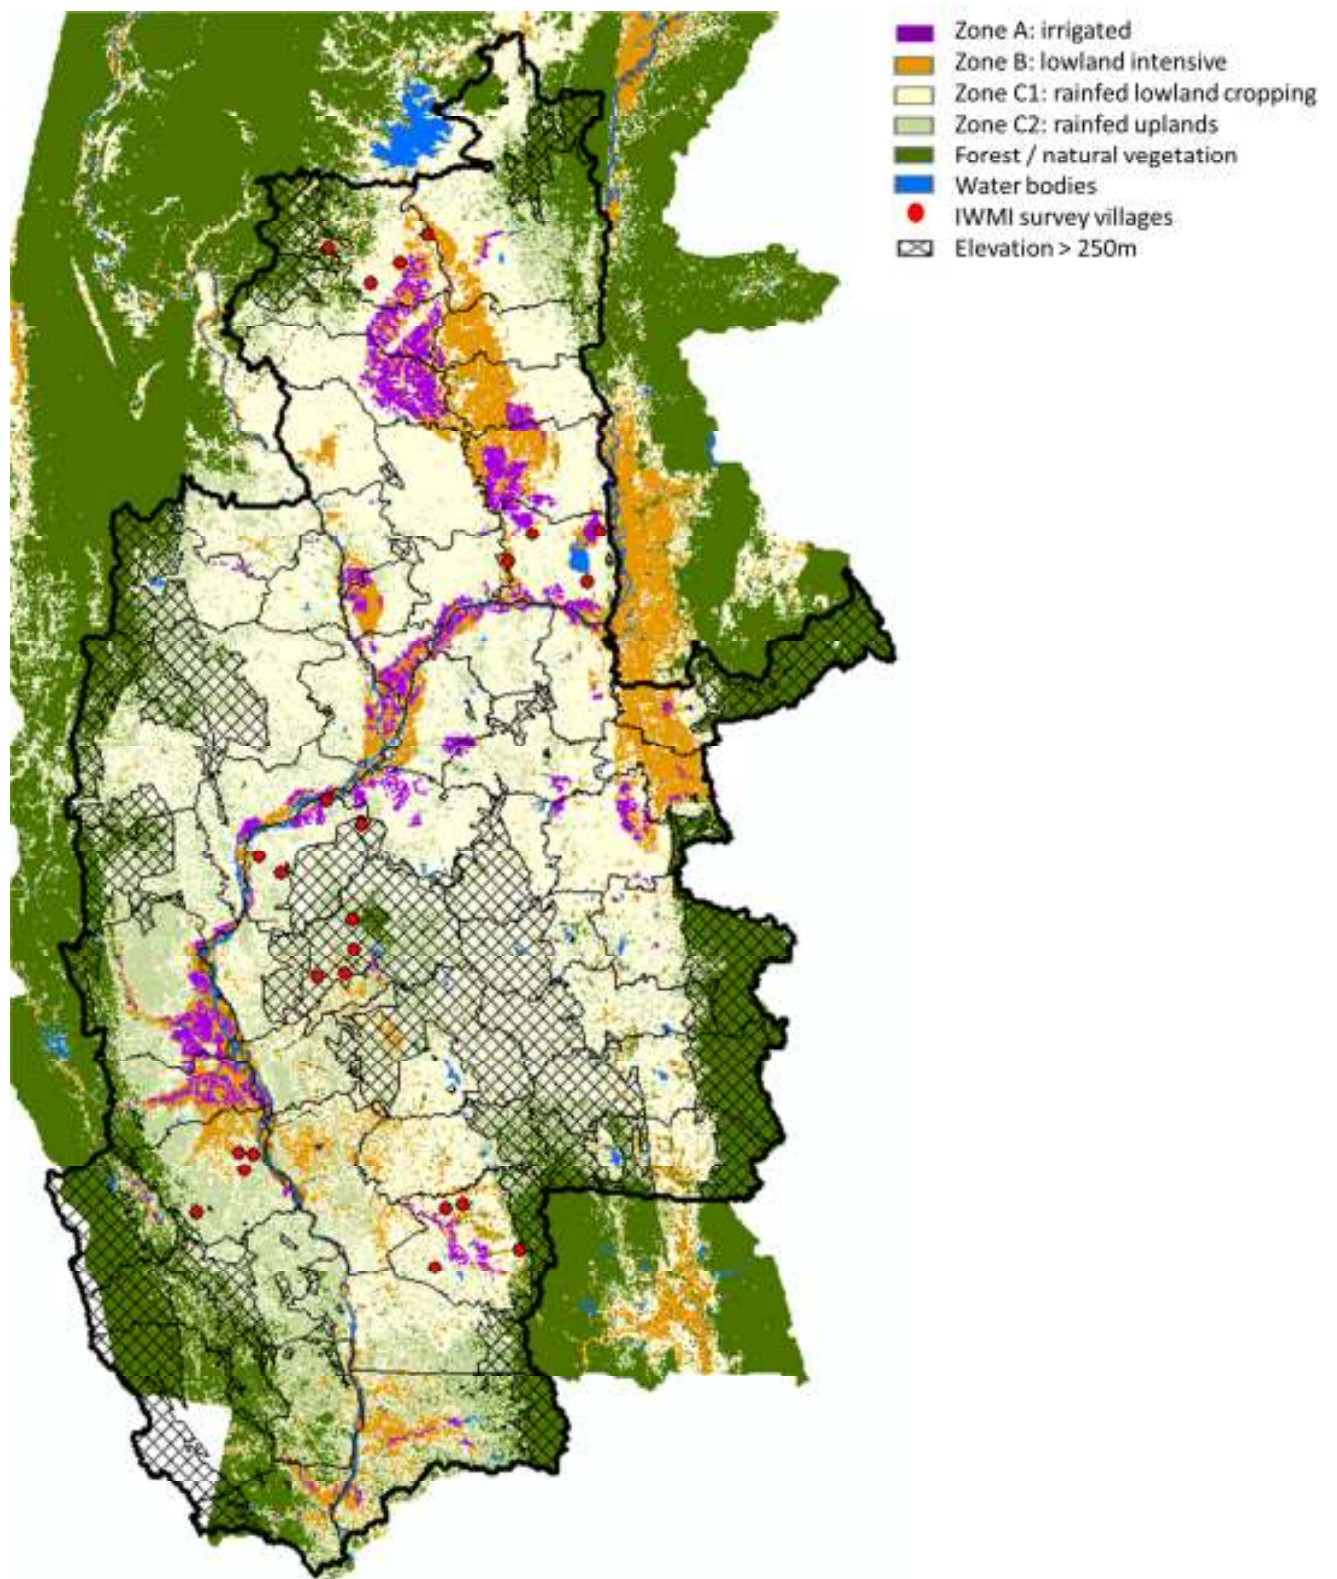 Zone A: irrigated
Zone B: lowland intensive
Zone C1: rainfed lowland cropping
Zone C2: rainfed uplands
Forest / natural vegetation
Water bodies
IWMI survey villages
Elevation > 250m